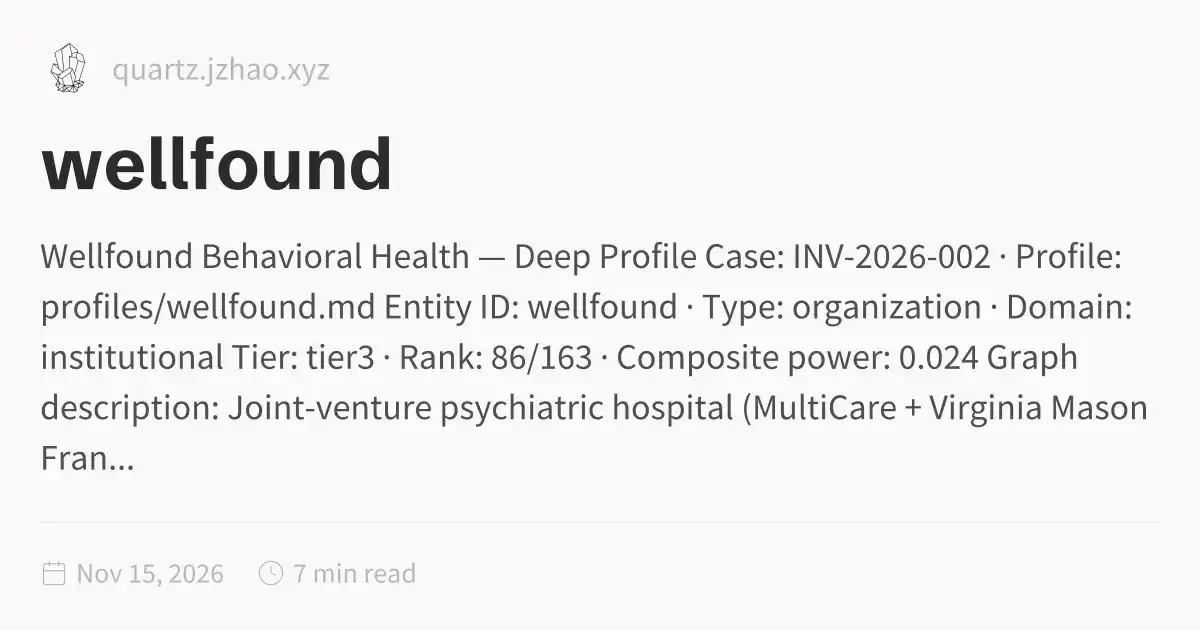 quartz.jzhao.xyz
wellfound
Wellfound Behavioral Health — Deep Profile Case: INV-2026-002 · Profile:
profiles/wellfound.md Entity ID: wellfound · Type: organization · Domain:
institutional Tier: tier3 · Rank: 86/163 · Composite power: 0.024 Graph
description: Joint-venture psychiatric hospital (MultiCare + Virginia Mason
Fran...
Nov 15, 2026 7 min read